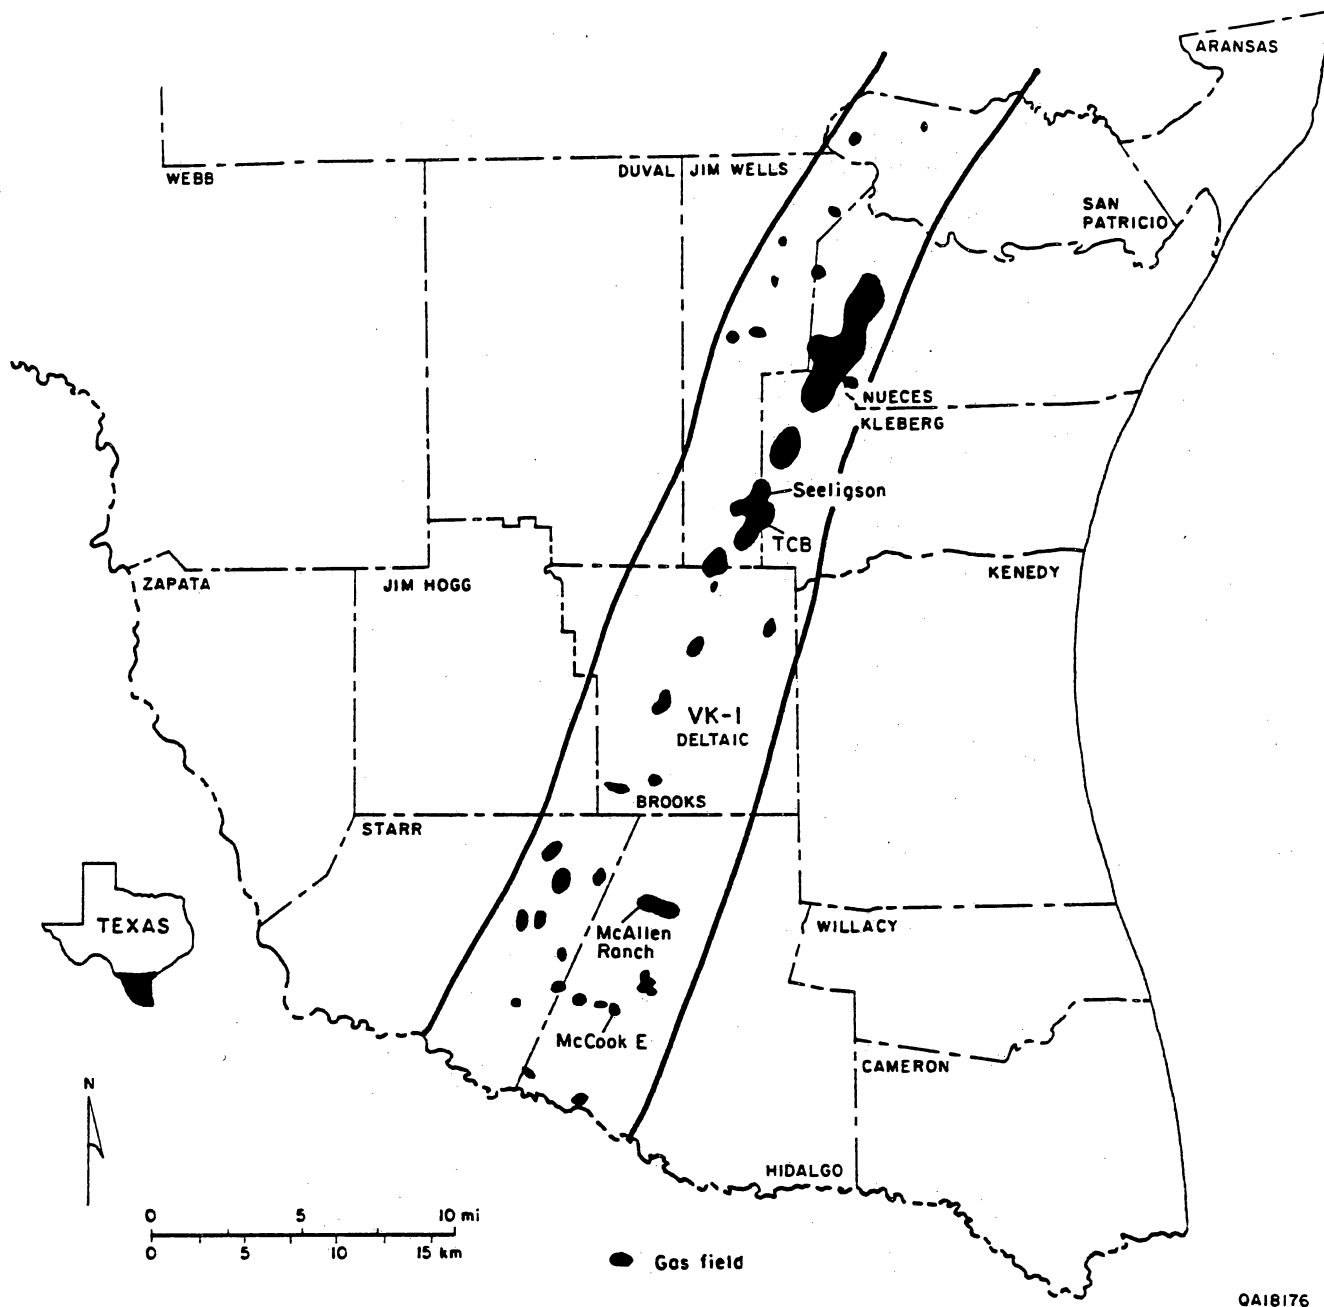 ARANSAS
WEBB
DUVAL
JIM WELLS
SAN
PATRICIO
NUECES
KLEBERG
Seeligson
TCB
ZAPATA
JIM HOGG
KENEDY
VK-1
DELTAIC
BROOKS
STARR
TEXAS
McAllen
Ranch
WILLACY
McCook E
CAMERON
N
HIDALGO
0 5 10 mi
0 5 10 15 km
Gas field
QA18176